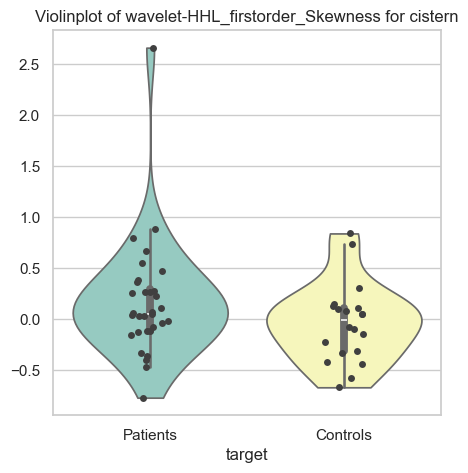 Violinplot of wavelet-HHL_firstorder_Skewness for cistern
2.5
2.0
1.5
1.0
0.5
0.0
−0.5
Patients Controls
target